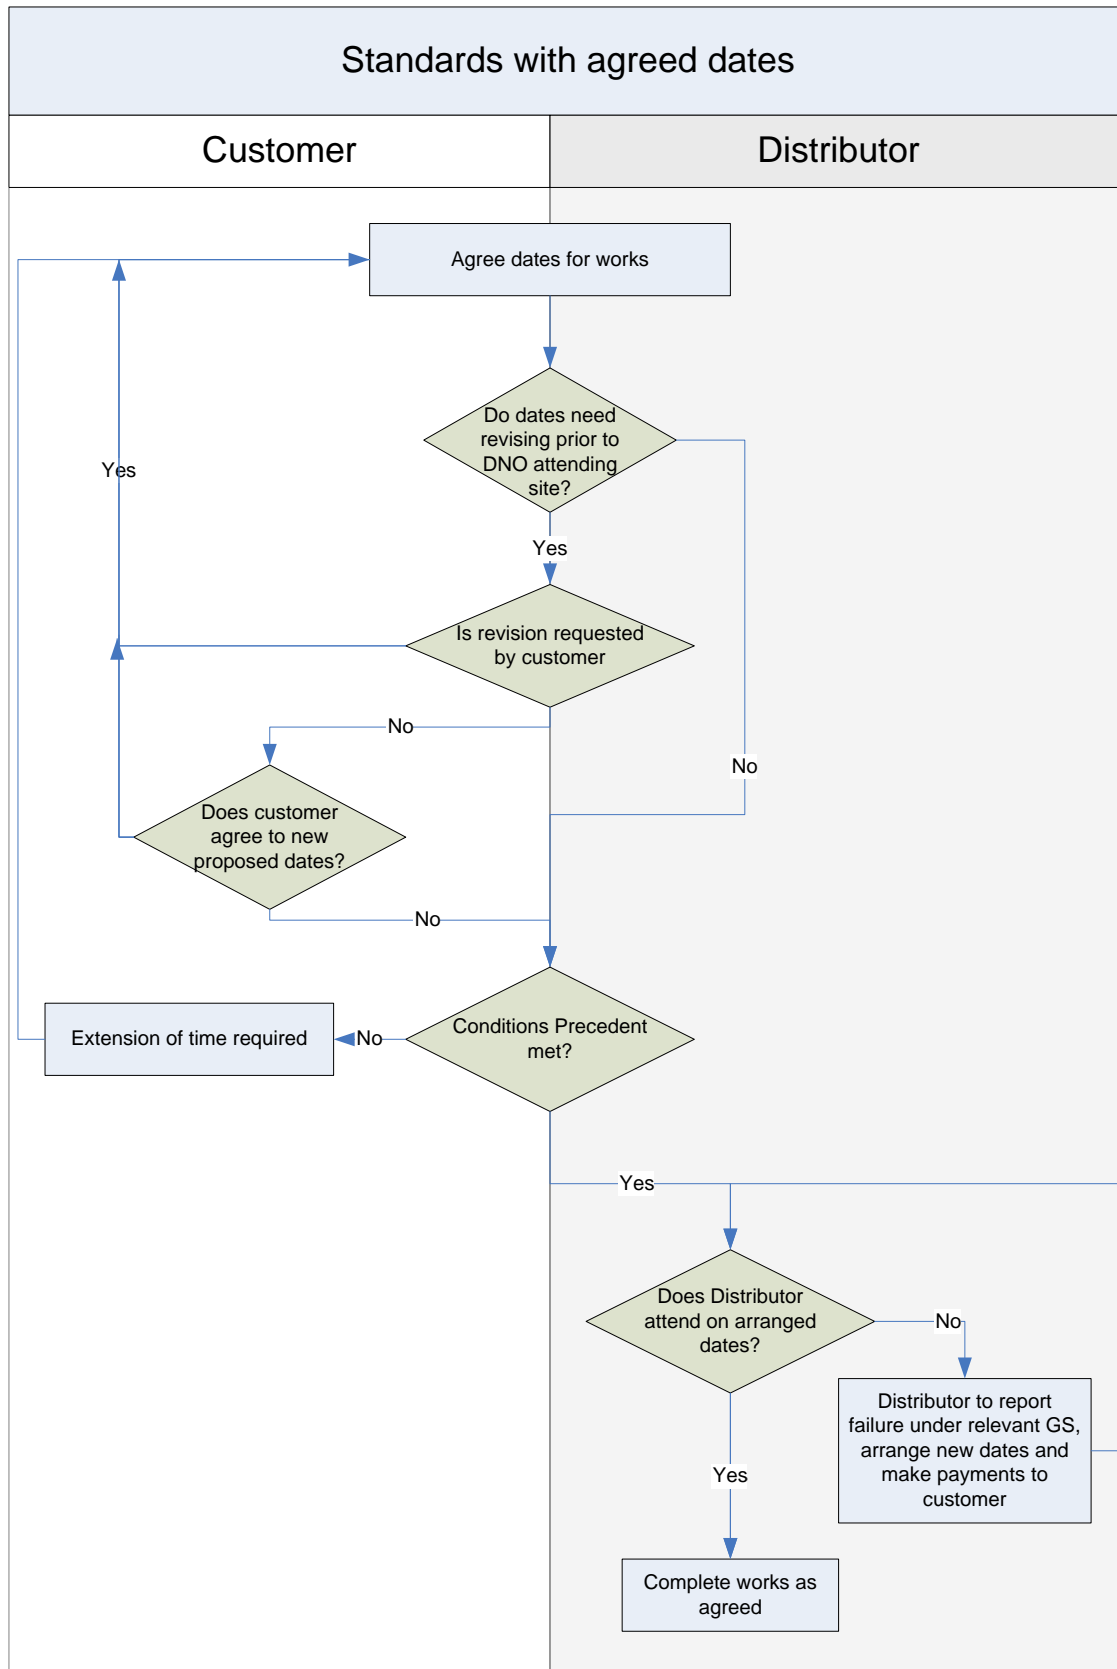 Standards with agreed dates
Customer
Distributor
Agree dates for works
Do dates need
revising prior to
DNO attending
site?
Yes
Yes
Is revision requested
by customer
No
No
Does customer
agree to new
proposed dates?
No
Conditions Precedent
met?
No
Extension of time required
Yes
Does Distributor
attend on arranged
dates?
No
Distributor to report
failure under relevant GS,
arrange new dates and
make payments to
customer
Yes
Complete works as
agreed